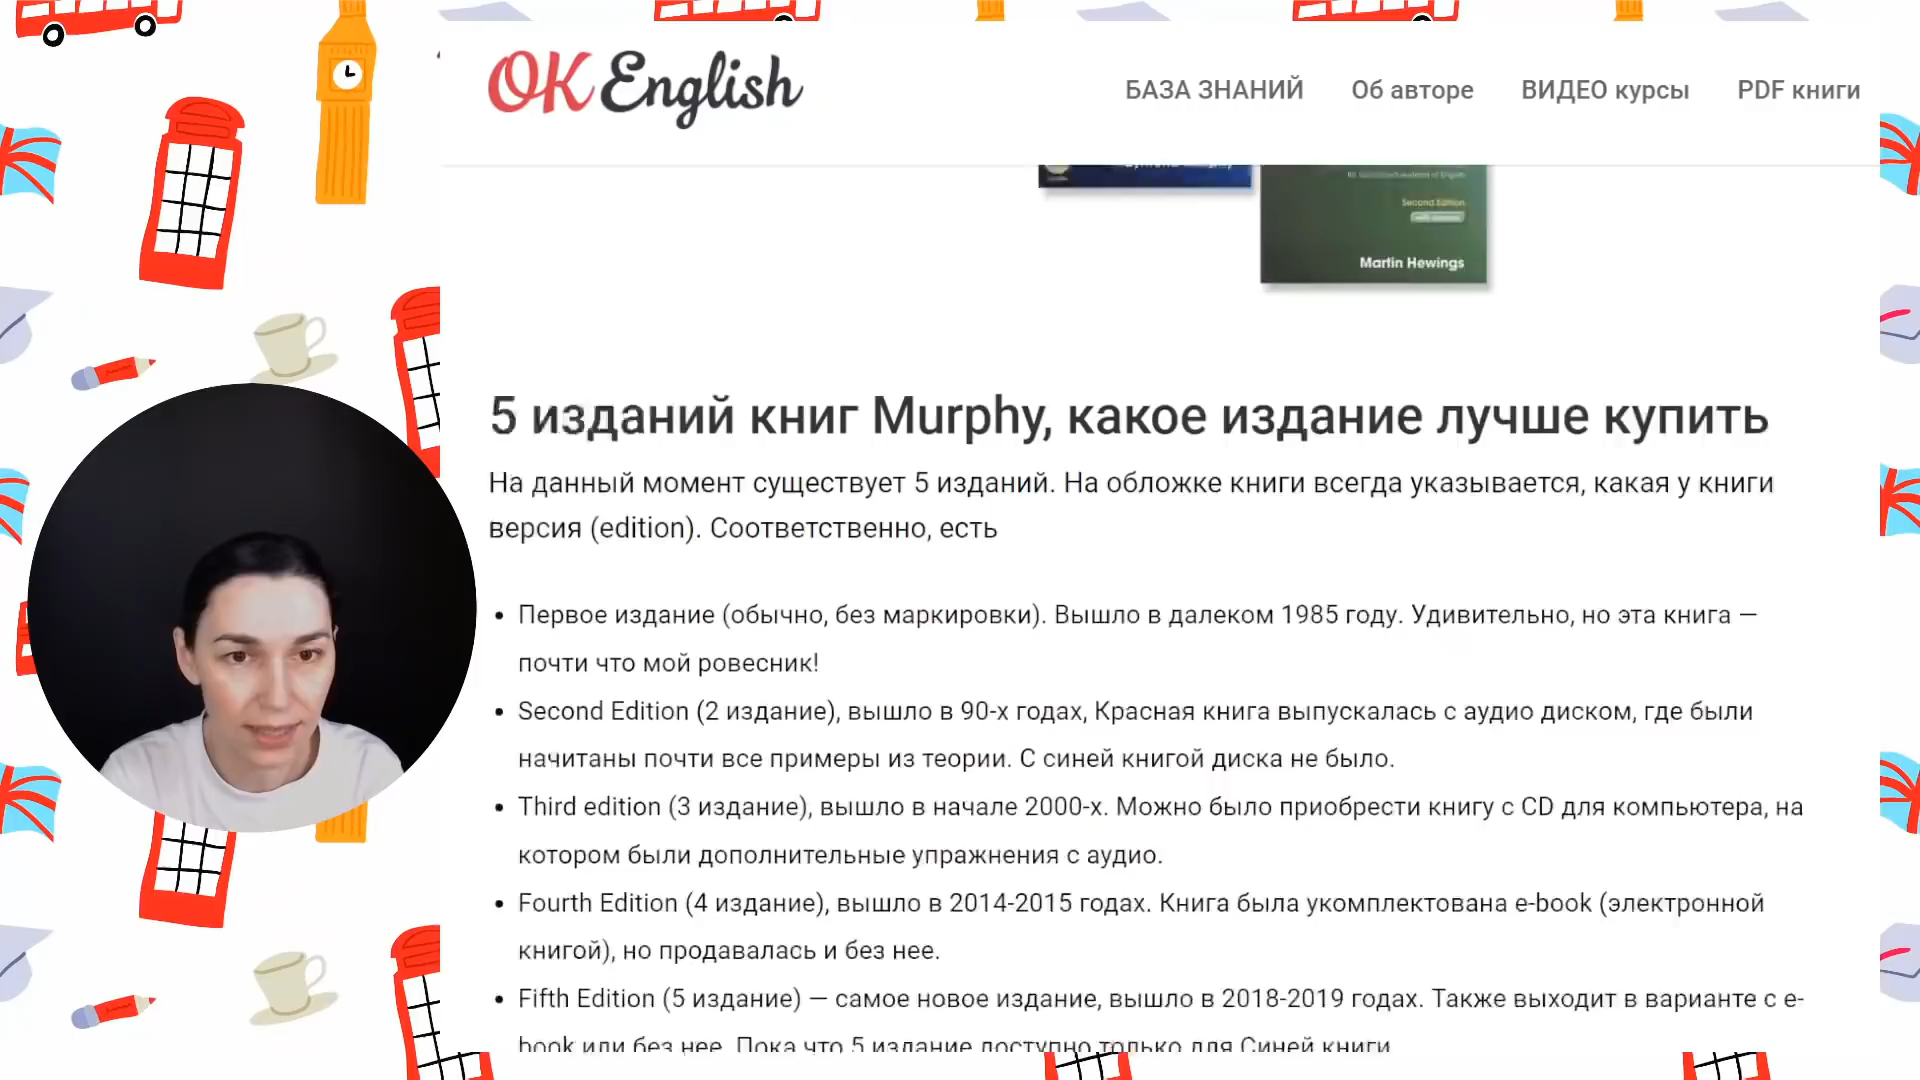 OK English
БАЗА ЗНАНИЙ Об авторе ВИДЕО курсы PDF книги
Second Edition
Martin Hewings
5 изданий книг Murphy, какое издание лучше купить
На данный момент существует 5 изданий. На обложке книги всегда указывается, какая у книги
версия (edition). Соответственно, есть
Первое издание (обычно, без маркировки). Вышло в далеком 1985 году. Удивительно, но эта книга —
почти что мой ровесник!
Second Edition (2 издание), вышло в 90-х годах, Красная книга выпускалась с аудио диском, где были
начитаны почти все примеры из теории. С синей книгой диска не было.
Third edition (3 издание), вышло в начале 2000-х. Можно было приобрести книгу с CD для компьютера, на
котором были дополнительные упражнения с аудио.
Fourth Edition (4 издание), вышло в 2014-2015 годах. Книга была укомплектована e-book (электронной
книгой), но продавалась и без нее.
Fifth Edition (5 издание) — самое новое издание, вышло в 2018-2019 годах. Также выходит в варианте с e-
book или без нее. Пока что 5 издание доступно только для Синей книги